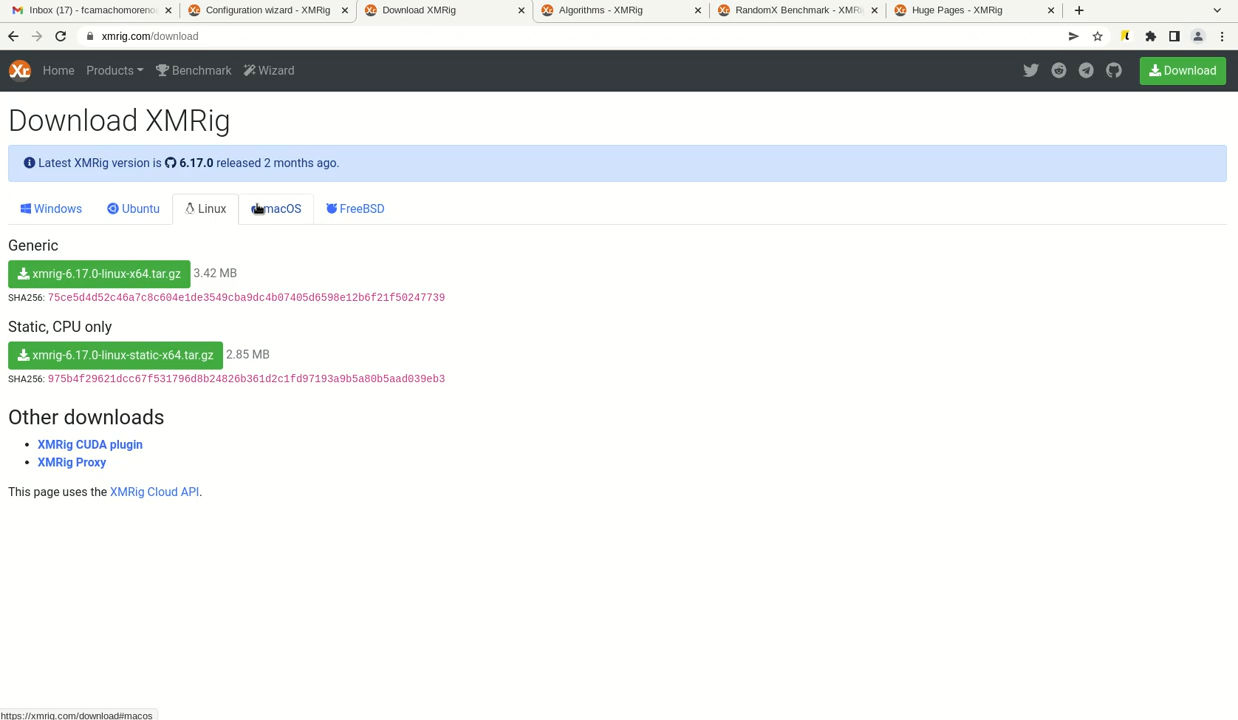 Inbox (17) - fcamachomoreno
Configuration wizard - XMRig
Download XMRig
Algorithms - XMRig
RandomX Benchmark - XMRi
Huge Pages - XMRig
xmrig.com/download
Xr Home Products Benchmark Wizard Download
Download XMRig
Latest XMRig version is 6.17.0 released 2 months ago.
Windows Ubuntu Linux macOS FreeBSD
Generic
xmrig-6.17.0-linux-x64.tar.gz 3.42 MB
SHA256: 75ce5d4d52c46a7c8c604e1de3549cba9dc4b07405d6598e12b6f21f50247739
Static, CPU only
xmrig-6.17.0-linux-static-x64.tar.gz 2.85 MB
SHA256: 975b4f29621dcc67f531796d8b24826b361d2c1fd97193a9b5a80b5aad039eb3
Other downloads
XMRig CUDA plugin
XMRig Proxy
This page uses the XMRig Cloud API.
https://xmrig.com/download#macos